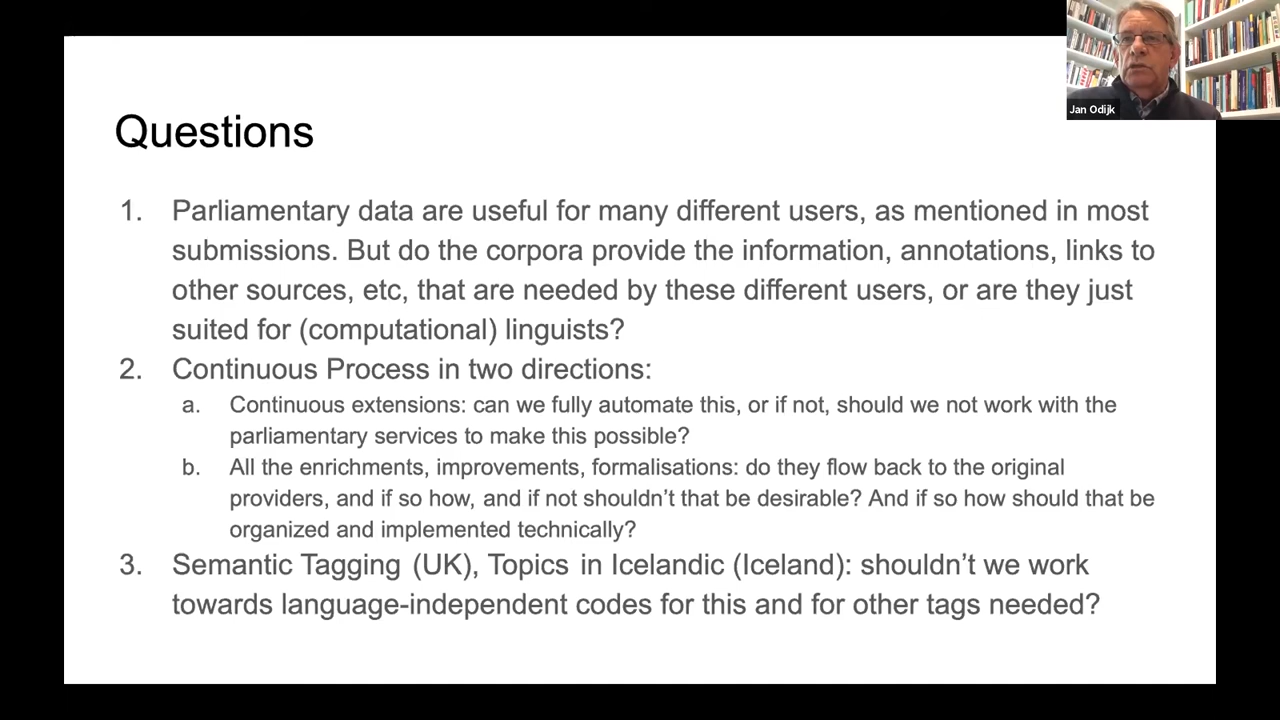 Jan Odijk
Questions
1. Parliamentary data are useful for many different users, as mentioned in most
submissions. But do the corpora provide the information, annotations, links to
other sources, etc, that are needed by these different users, or are they just
suited for (computational) linguists?
2. Continuous Process in two directions:
a. Continuous extensions: can we fully automate this, or if not, should we not work with the
parliamentary services to make this possible?
b. All the enrichments, improvements, formalisations: do they flow back to the original
providers, and if so how, and if not shouldn’t that be desirable? And if so how should that be
organized and implemented technically?
3. Semantic Tagging (UK), Topics in Icelandic (Iceland): shouldn’t we work
towards language-independent codes for this and for other tags needed?